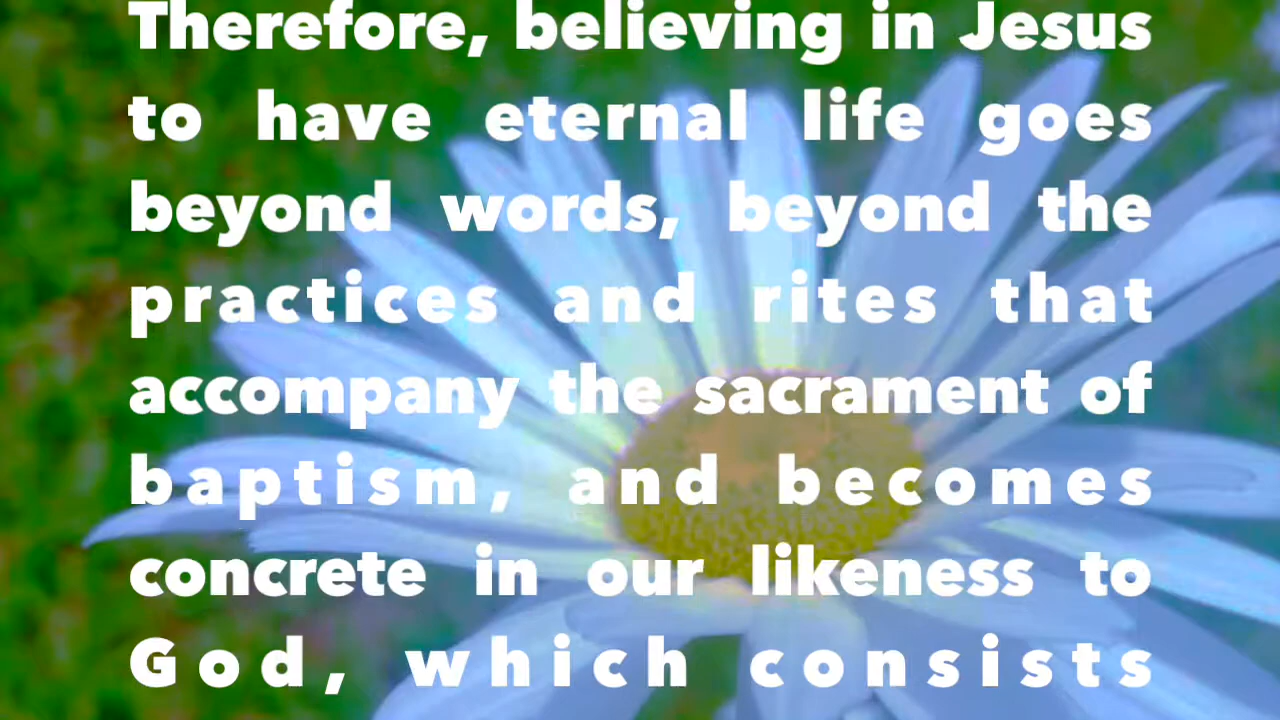 Therefore, believing in Jesus
to have eternal life goes
beyond words, beyond the
practices and rites that
accompany the sacrament of
baptism, and becomes
concrete in our likeness to
God, which consists